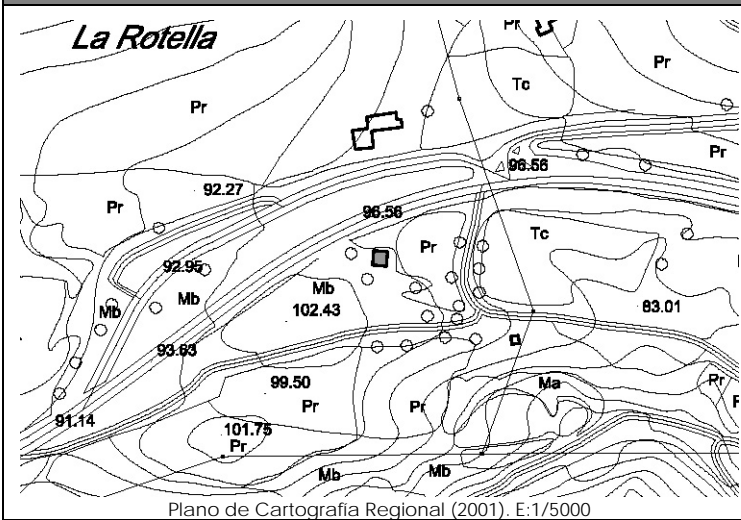 La Rotella
Pr
Pr
Tc
Pr
96.56
Pr
92.27
Pr
96.56
Tc
Pr
92.95
Mb
Mb
Mb
102.43
83.01
93.63
99.50
Ma
Pr
Pr
Pr
91.14
101.75
Pr
Mb
Mb
Plano de Cartografía Regional (2001). E:1/5000